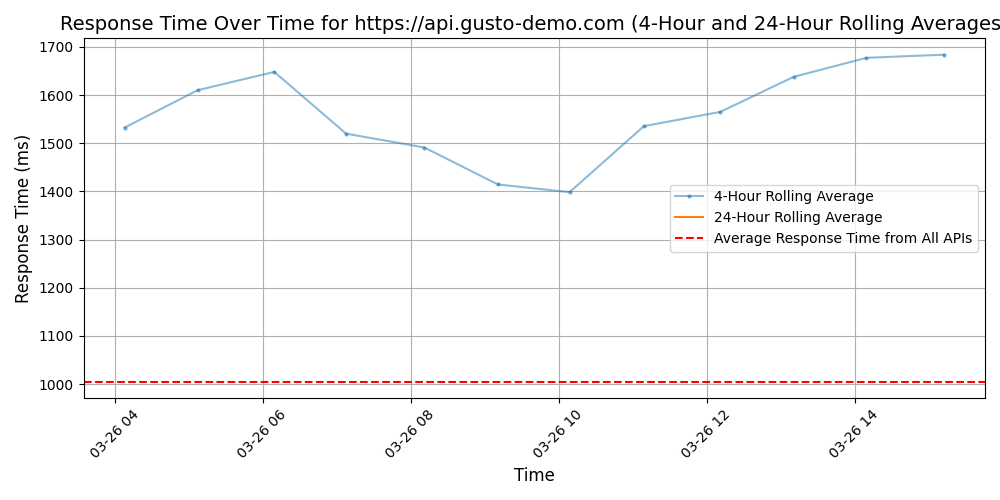 Response Time Over Time for https://api.gusto-demo.com (4-Hour and 24-Hour Rolling Averages
Response Time (ms)
1700
1600
1500
1400
1300
1200
1100
1000
4-Hour Rolling Average
24-Hour Rolling Average
Average Response Time from All APIs
03-26 04
03-26 06
03-26 08
03-26 10
03-26 12
03-26 14
Time